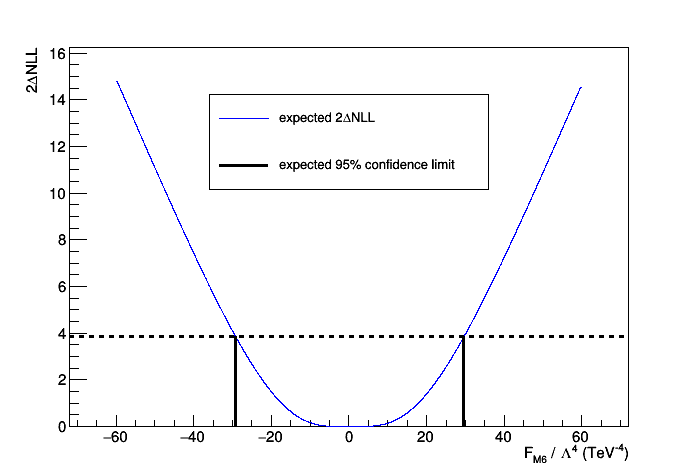 2ΔNLL
16
14
12
10
8
6
4
2
0
expected 2ΔNLL
expected 95% confidence limit
−60 −40 −20 0 20 40 60
F_M6 / Λ^4 (TeV^-4)